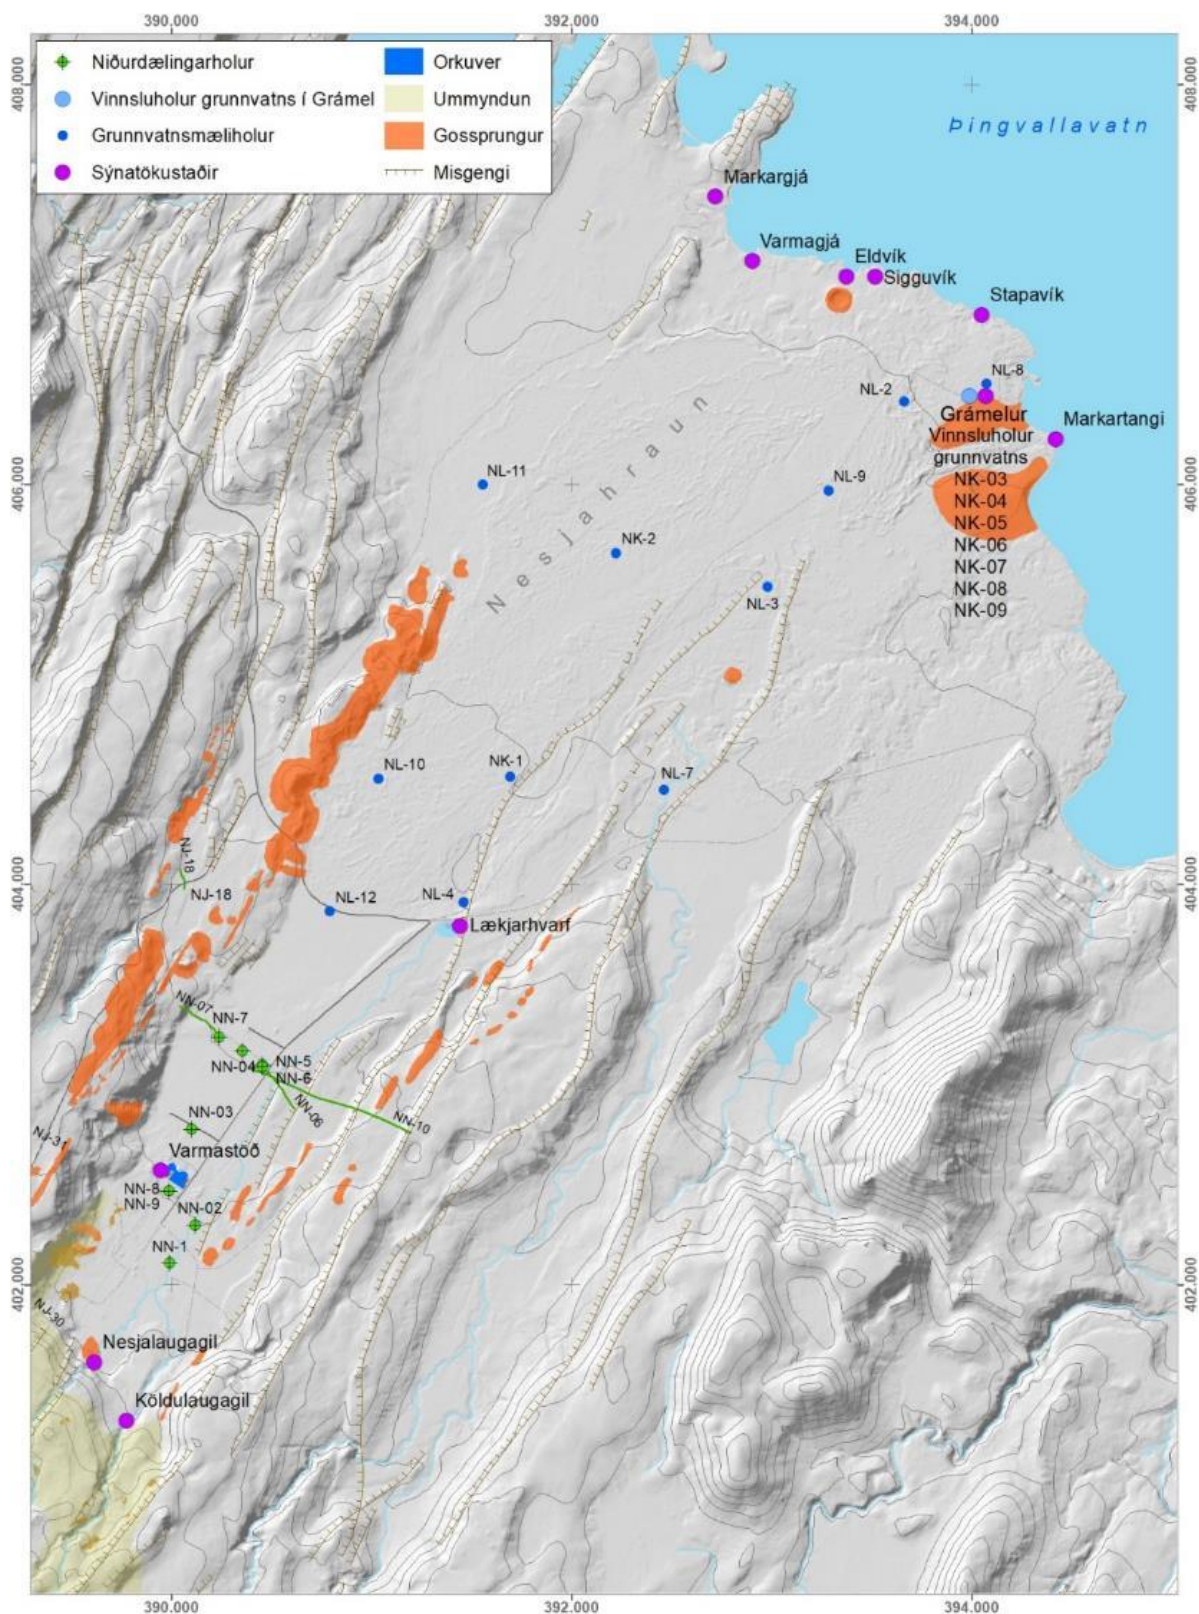 390.000
392.000
394.000
408.000
408.000
Niðurdælingarholur
Vinnsluholur grunnvatns í Grámel
Grunnvatnsmæliholur
Sýnatökustaðir
Orkuver
Ummyndun
Gossprungur
Misgengi
Þingvallavatn
Markargjá
Varmagjá
Eldvík
Sigguvík
Stapavík
NL-8
NL-2
Grámelur
Markartangi
Vinnsluholur
grunnvatns
NK-03
NK-04
NK-05
NK-06
NK-07
NK-08
NK-09
406.000
406.000
NL-11
NL-9
NK-2
Nesjahraun
NL-3
NL-10
NK-1
NL-7
NJ-18
NJ-18
404.000
404.000
NL-12
NL-4
Lækjarhvarf
NN-07
NN-7
NN-04
NN-5
NN-6
NN-06
NN-10
NN-03
NJ-31
Varmastöð
NN-8
NN-9
NN-02
NN-1
402.000
402.000
NJ-30
Nesjalaugagil
Köldulaugagil
390.000
392.000
394.000